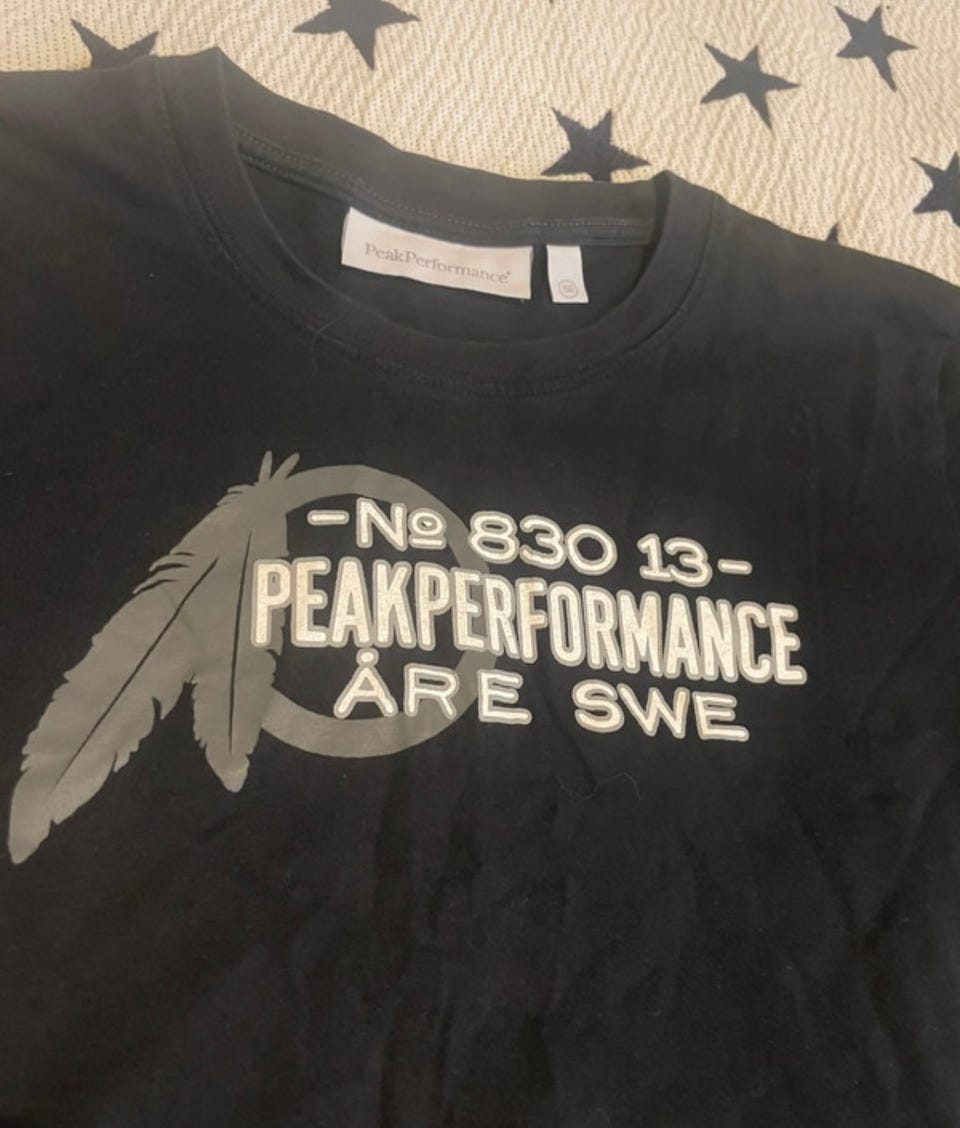 PeakPerformance®
–№ 830 13–
PEAKPERFORMANCE
ÅRE SWE